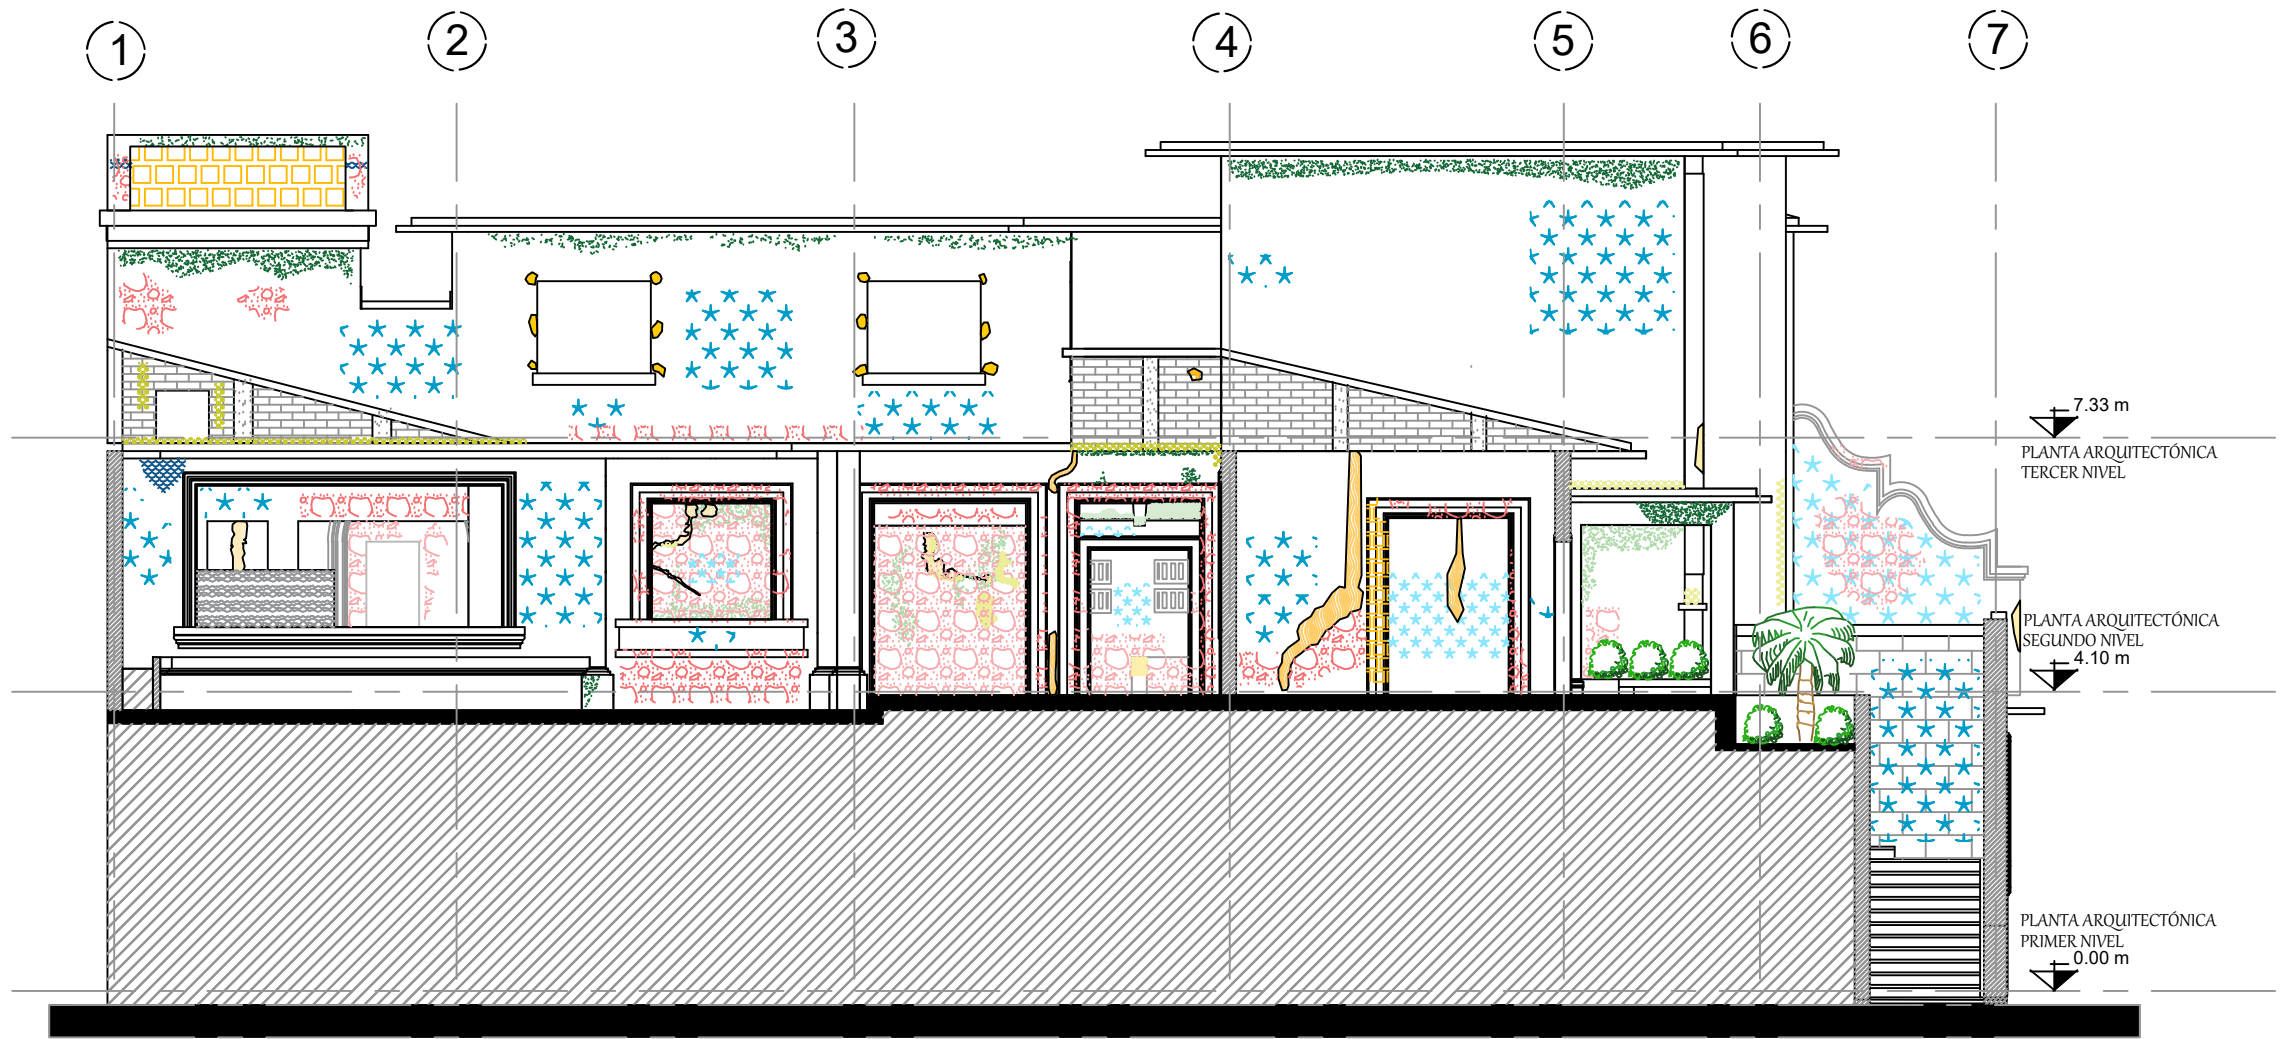 1 2 3 4 5 6 7
7.33 m
PLANTA ARQUITECTÓNICA
TERCER NIVEL
PLANTA ARQUITECTÓNICA
SEGUNDO NIVEL
4.10 m
PLANTA ARQUITECTÓNICA
PRIMER NIVEL
0.00 m